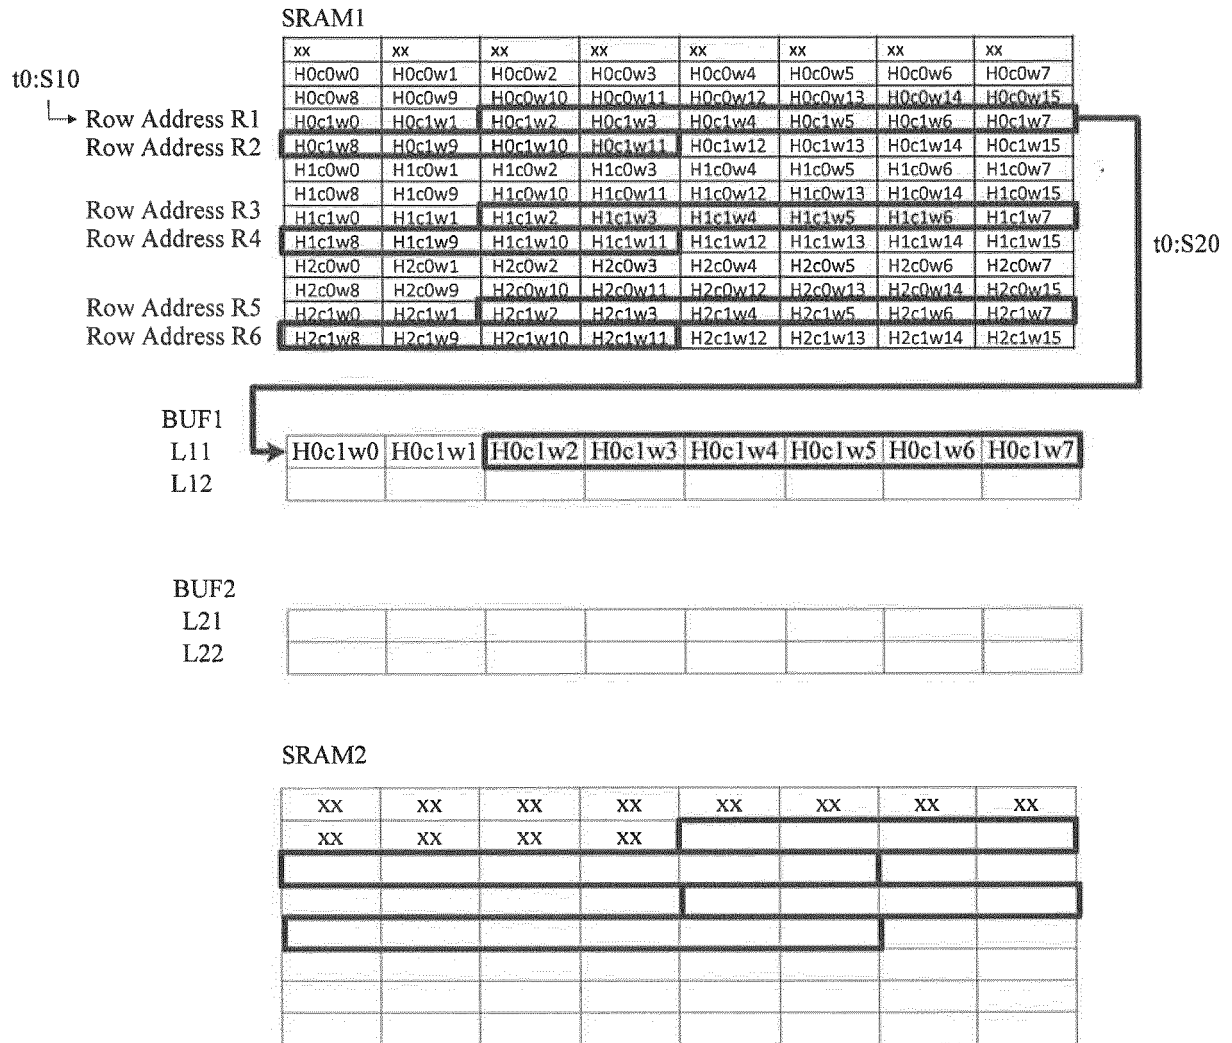 SRAM1
xx xx xx xx xx xx xx xx
t0:S10 H0c0w0 H0c0w1 H0c0w2 H0c0w3 H0c0w4 H0c0w5 H0c0w6 H0c0w7
H0c0w8 H0c0w9 H0c0w10 H0c0w11 H0c0w12 H0c0w13 H0c0w14 H0c0w15
Row Address R1 H0c1w0 H0c1w1 H0c1w2 H0c1w3 H0c1w4 H0c1w5 H0c1w6 H0c1w7
Row Address R2 H0c1w8 H0c1w9 H0c1w10 H0c1w11 H0c1w12 H0c1w13 H0c1w14 H0c1w15
H1c0w0 H1c0w1 H1c0w2 H1c0w3 H1c0w4 H1c0w5 H1c0w6 H1c0w7
H1c0w8 H1c0w9 H1c0w10 H1c0w11 H1c0w12 H1c0w13 H1c0w14 H1c0w15
Row Address R3 H1c1w0 H1c1w1 H1c1w2 H1c1w3 H1c1w4 H1c1w5 H1c1w6 H1c1w7
Row Address R4 H1c1w8 H1c1w9 H1c1w10 H1c1w11 H1c1w12 H1c1w13 H1c1w14 H1c1w15 t0:S20
H2c0w0 H2c0w1 H2c0w2 H2c0w3 H2c0w4 H2c0w5 H2c0w6 H2c0w7
H2c0w8 H2c0w9 H2c0w10 H2c0w11 H2c0w12 H2c0w13 H2c0w14 H2c0w15
Row Address R5 H2c1w0 H2c1w1 H2c1w2 H2c1w3 H2c1w4 H2c1w5 H2c1w6 H2c1w7
Row Address R6 H2c1w8 H2c1w9 H2c1w10 H2c1w11 H2c1w12 H2c1w13 H2c1w14 H2c1w15
BUF1
L11 H0c1w0 H0c1w1 H0c1w2 H0c1w3 H0c1w4 H0c1w5 H0c1w6 H0c1w7
L12
BUF2
L21
L22
SRAM2
xx xx xx xx xx xx xx xx
xx xx xx xx